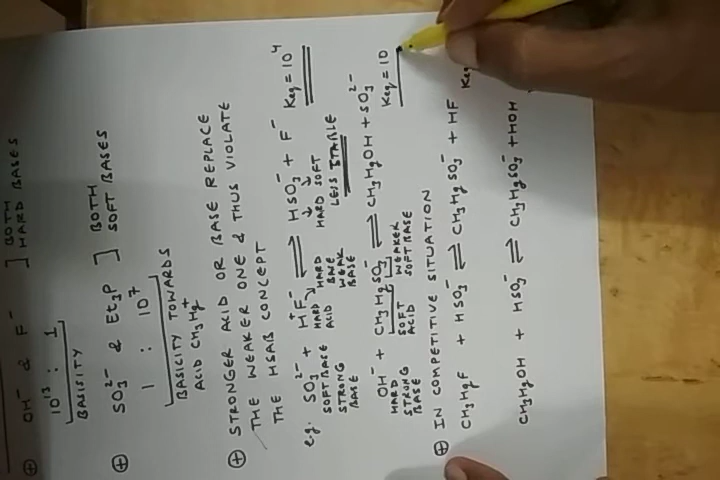 ⊕ OH⁻ & F⁻ ] BOTH HARD BASES
10¹³ : 1
BASISITY
⊕ SO₃²⁻ & Et₃P ] BOTH SOFT BASES
1 : 10⁷
BASICITY TOWARDS
ACID CH₃Hg⁺
⊕ STRONGER ACID OR BASE REPLACE
THE WEAKER ONE & THUS VIOLATE
THE HSAB CONCEPT
e.g. SO₃²⁻ + H⁺F⁻ ⇌ HSO₃⁻ + F⁻ Keq = 10⁴
SOFT BASE HARD HARD HARD SOFT
STRONG ACID BASE LESS STABLE
BASE WEAK
BASE
OH⁻ + CH₃HgSO₃⁻ ⇌ CH₃HgOH + SO₃²⁻
HARD SOFT WEAKER Keq = 10
STRONG ACID SOFT BASE
BASE
⊕ IN COMPETITIVE SITUATION
CH₃HgF + HSO₃⁻ ⇌ CH₃HgSO₃⁻ + HF Keq
CH₃HgOH + HSO₃⁻ ⇌ CH₃HgSO₃⁻ + HOH